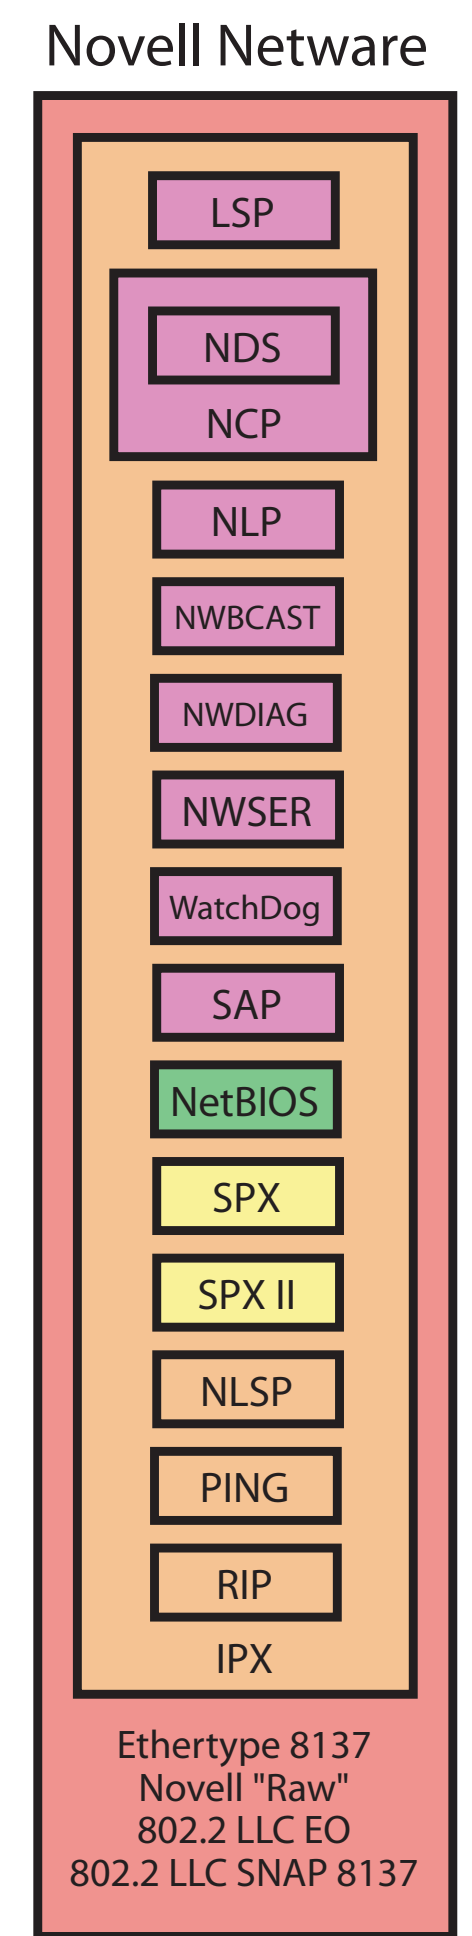 Novell Netware
LSP
NDS
NCP
NLP
NWBCAST
NWDIAG
NWSER
WatchDog
SAP
NetBIOS
SPX
SPX II
NLSP
PING
RIP
IPX
Ethertype 8137
Novell "Raw"
802.2 LLC EO
802.2 LLC SNAP 8137